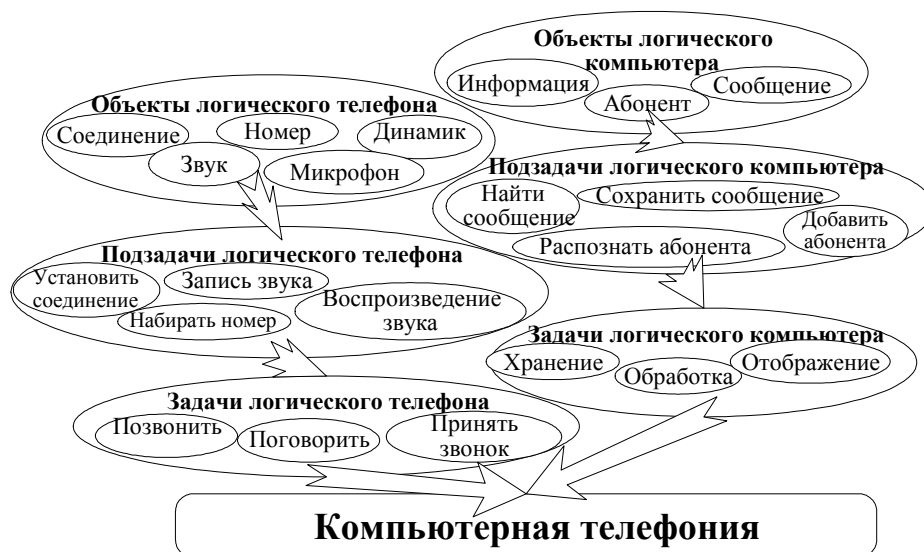 Объекты логического
компьютера
Информация
Сообщение
Абонент
Объекты логического телефона
Соединение
Номер
Динамик
Звук
Микрофон
Подзадачи логического компьютера
Найти
сообщение
Сохранить сообщение
Добавить
абонента
Распознать абонента
Подзадачи логического телефона
Установить
соединение
Запись звука
Воспроизведение
звука
Набирать номер
Задачи логического компьютера
Хранение
Обработка
Отображение
Задачи логического телефона
Позвонить
Поговорить
Принять
звонок
Компьютерная телефония